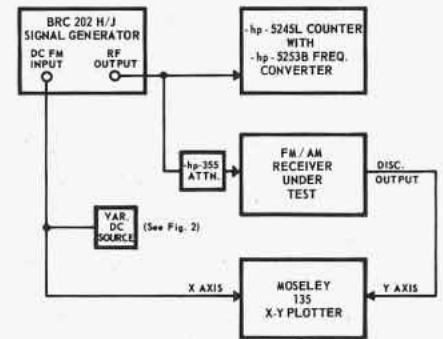 BRC 202 H/J
SIGNAL GENERATOR
DC FM
INPUT
RF
OUTPUT
-hp-5245L COUNTER
WITH
-hp-5253B FREQ.
CONVERTER
-hp-355
ATTN.
FM/AM
RECEIVER
UNDER
TEST
DISC.
OUTPUT
VAR.
DC
SOURCE
(See Fig. 2)
X AXIS
MOSELEY
135
X-Y PLOTTER
Y AXIS